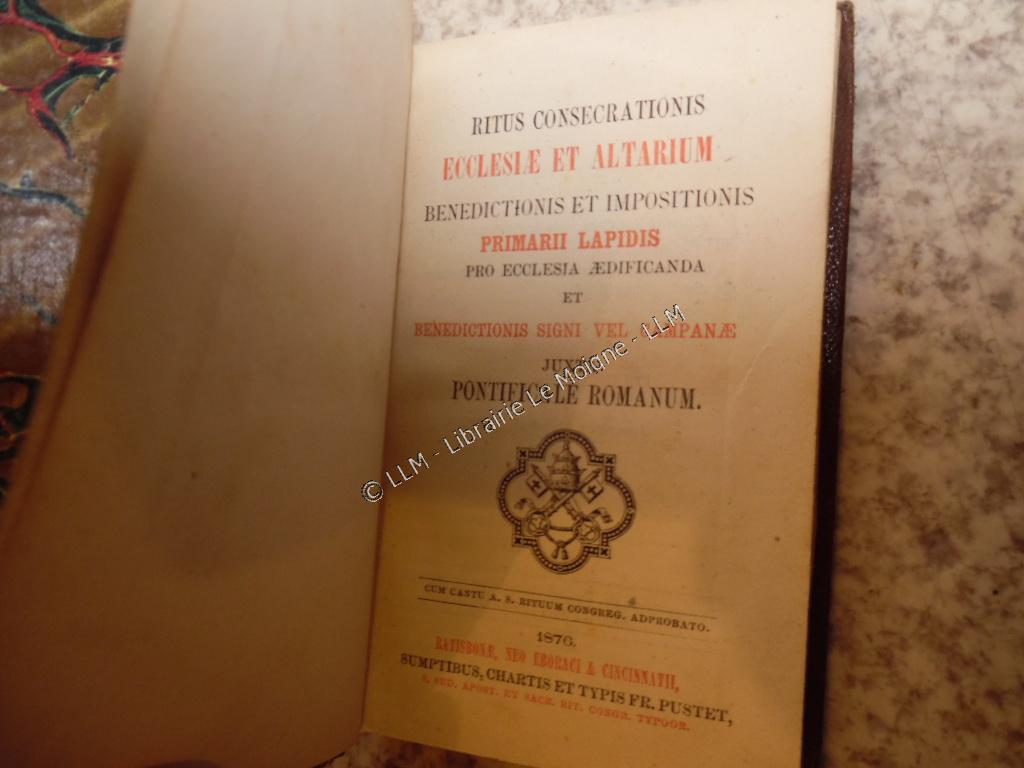 RITUS CONSECRATIONIS
ECCLESIÆ ET ALTARIUM
BENEDICTIONIS ET IMPOSITIONIS
PRIMARII LAPIDIS
PRO ECCLESIA ÆDIFICANDA
ET
BENEDICTIONIS SIGNI VEL CAMPANÆ
JUXTA
PONTIFICALE ROMANUM.
© LLM - Librairie Le Moigne - LLM
CUM CANTU A. S. RITUUM CONGREG. ADPROBATO.
1876.
RATISBONÆ, NEO EBORACI & CINCINNATII,
SUMPTIBUS, CHARTIS ET TYPIS FR. PUSTET,
S. SED. APOST. ET SACR. RIT. CONGR. TYPOGR.